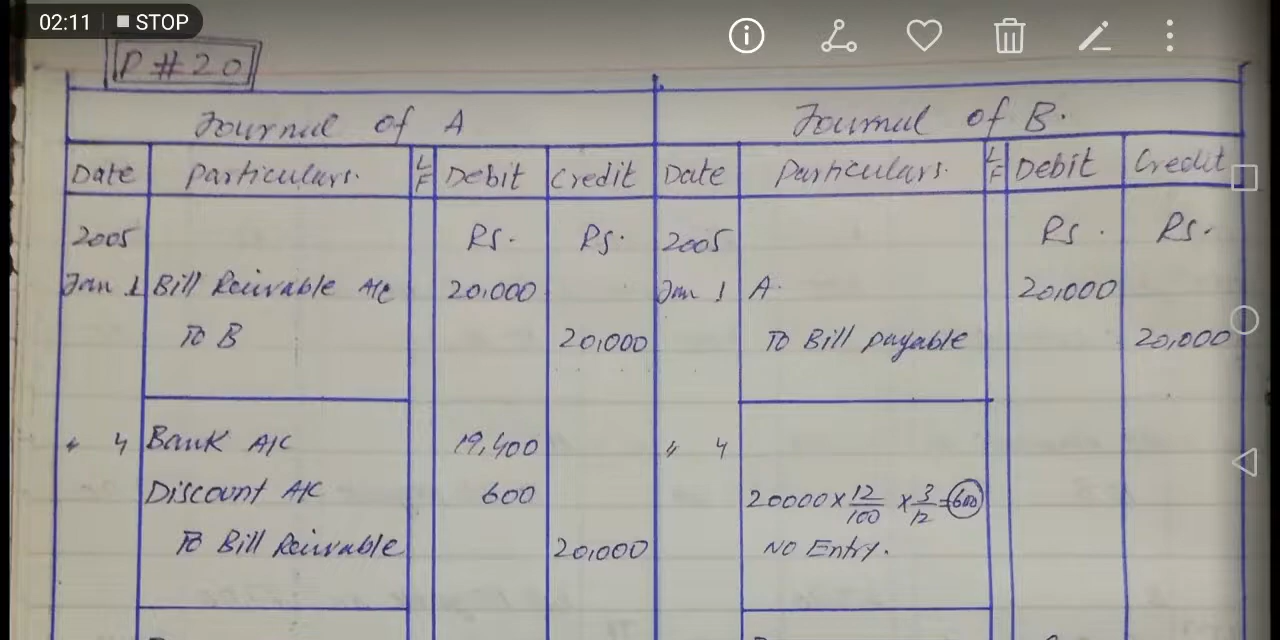 02:11 STOP
P # 20
Journal of A
Journal of B.
Date Particulars. L F Debit Credit Date Particulars. L F Debit Credit
2005 Rs. Rs. 2005 Rs. Rs.
Jan 1 Bill Reivable A/C 20,000 Jan 1 A. 20,000
To B 20,000 To Bill payable 20,000
" 4 Bank A/C 19,400 " 4
Discount A/C 600 20000 × 12/100 × 3/12 = 600
To Bill Reivable 20,000 No Entry.